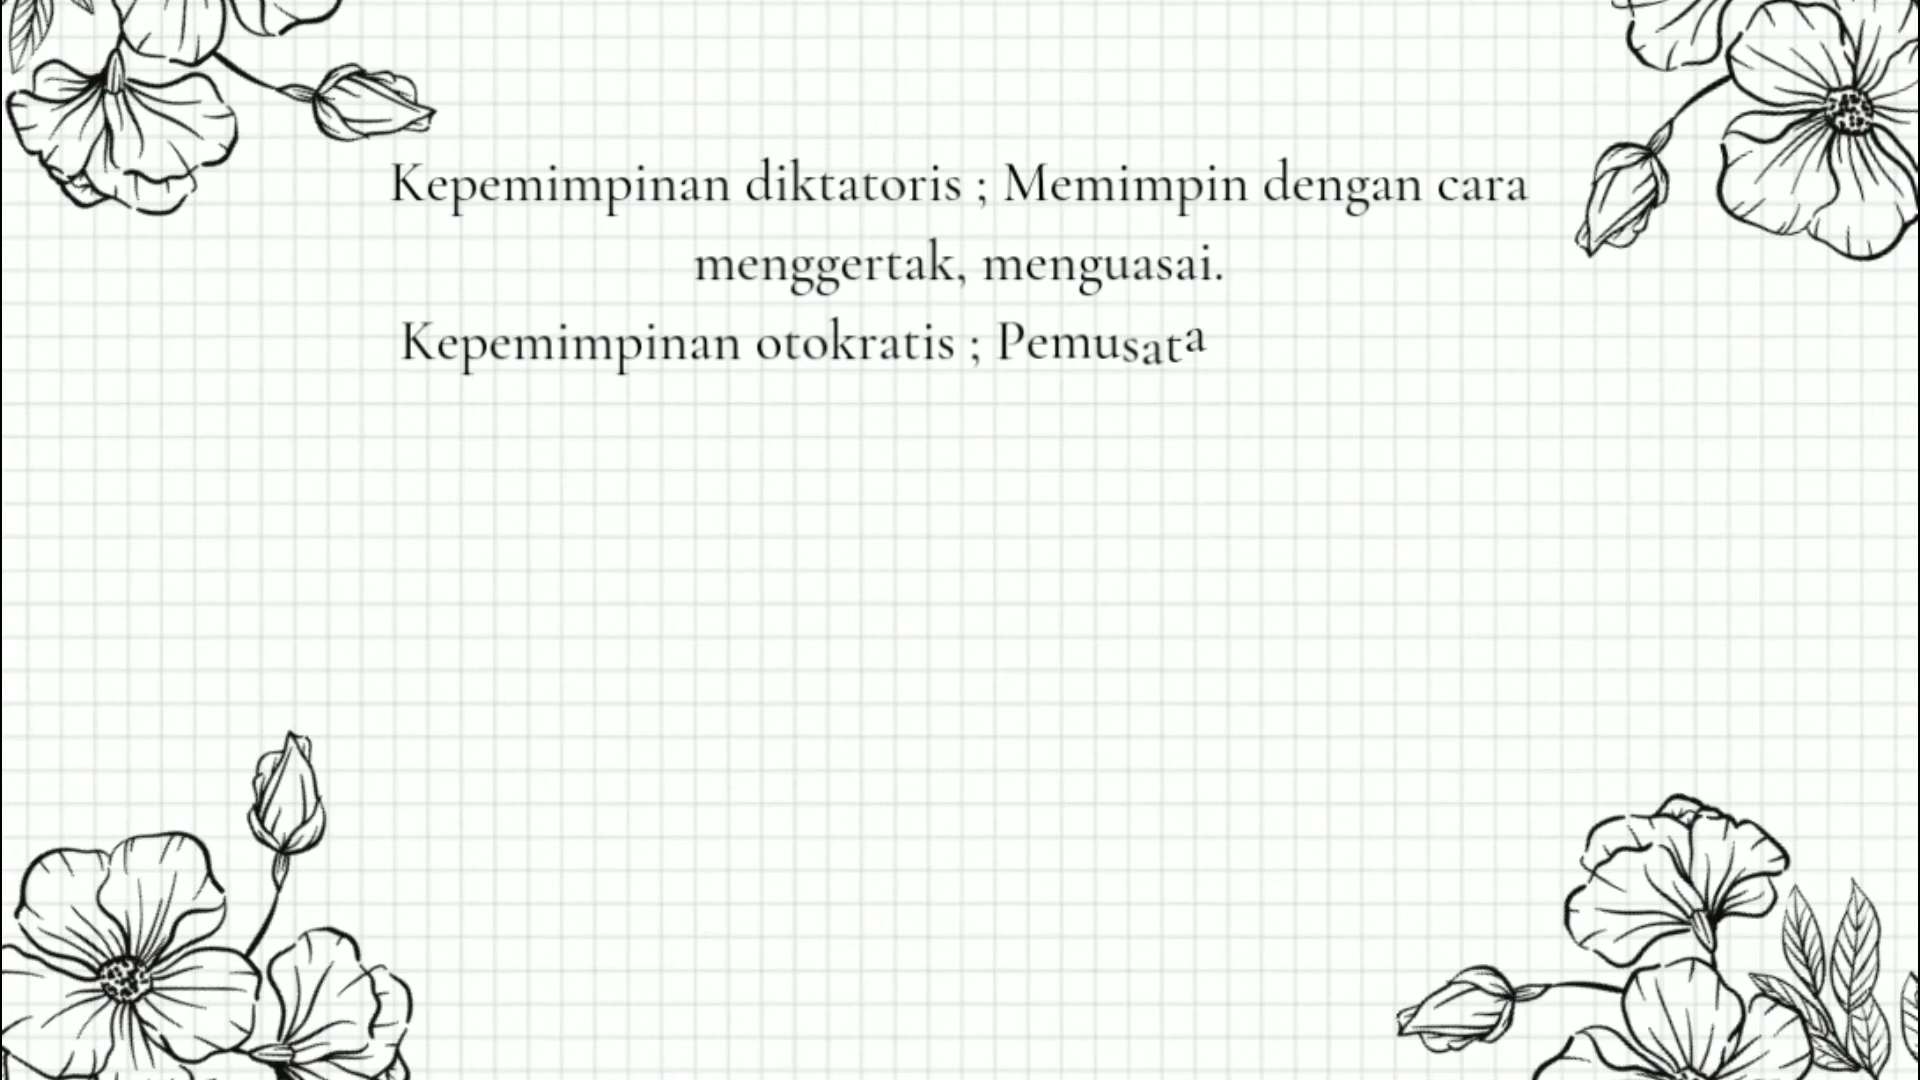 Kepemimpinan diktatoris ; Memimpin dengan cara
menggertak, menguasai.
Kepemimpinan otokratis ; Pemusata